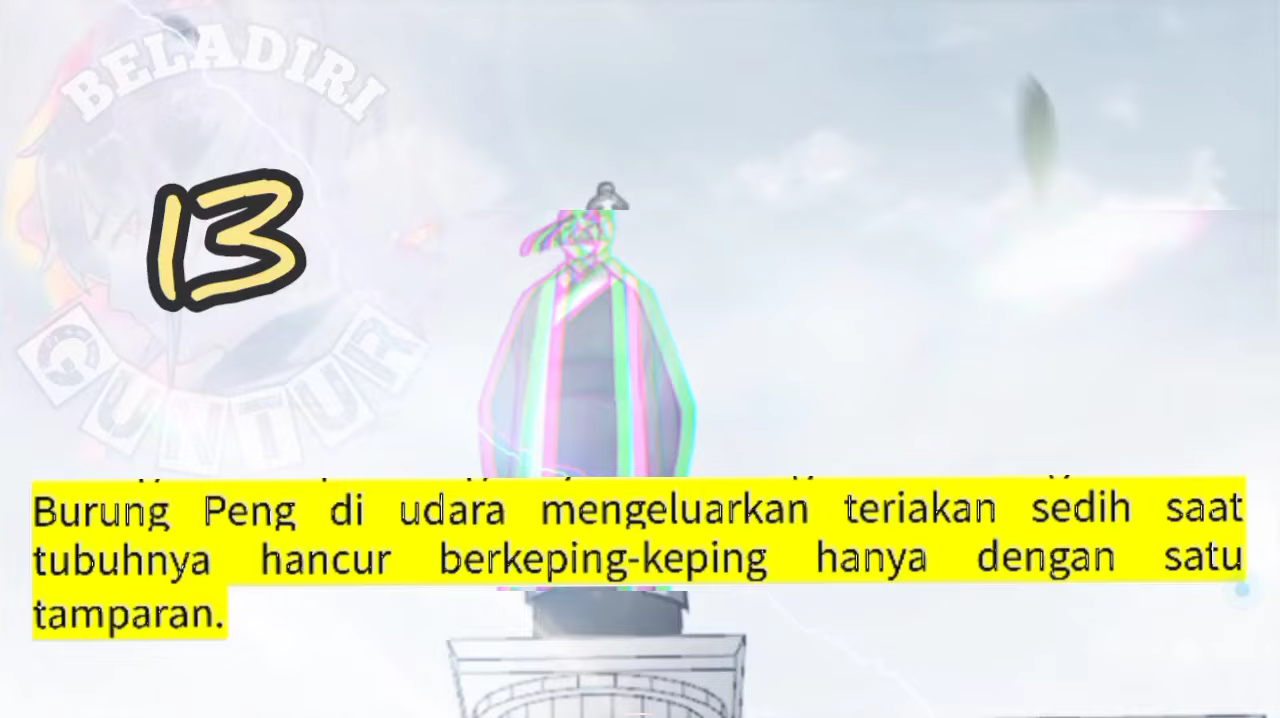 BELADIRI
13
GUNTUR
Burung Peng di udara mengeluarkan teriakan sedih saat
tubuhnya hancur berkeping-keping hanya dengan satu
tamparan.